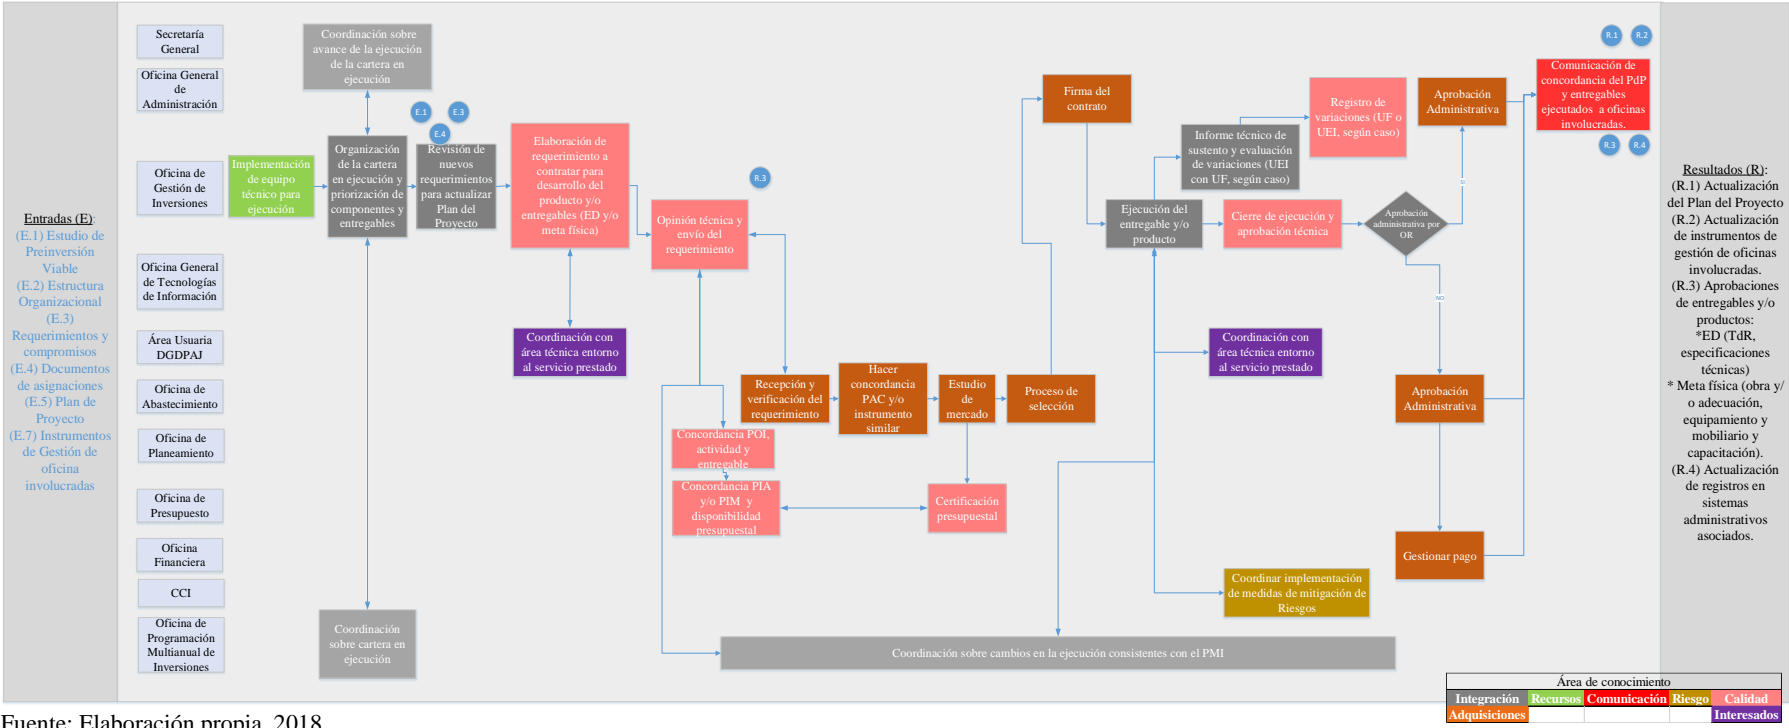 Entradas (E):
(E.1) Estudio de
Preinversión
Viable
(E.2) Estructura
Organizacional
(E.3)
Requerimientos y
compromisos
(E.4) Documentos
de asignaciones
(E.5) Plan de
Proyecto
(E.7) Instrumentos
de Gestión de
oficina
involucradas
Secretaría
General
Oficina General
de
Administración
Oficina de
Gestión de
Inversiones
Oficina General
de Tecnologías
de Información
Área Usuaria
DGDPAJ
Oficina de
Abastecimiento
Oficina de
Planeamiento
Oficina de
Presupuesto
Oficina
Financiera
CCI
Oficina de
Programación
Multianual de
Inversiones
Coordinación sobre
avance de la ejecución
de la cartera en
ejecución
Implementación
de equipo
técnico para
ejecución
Organización
de la cartera
en ejecución y
priorización de
componentes y
entregables
Coordinación
sobre cartera en
ejecución
E.1
E.3
E.4
Revisión de
nuevos
requerimientos
para actualizar
Plan del
Proyecto
Elaboración de
requerimiento a
contratar para
desarrollo del
producto y/o
entregables (ED y/o
meta física)
Coordinación con
área técnica entorno
al servicio prestado
R.3
Opinión técnica y
envío del
requerimiento
Recepción y
verificación del
requerimiento
Hacer
concordancia
PAC y/o
instrumento
similar
Estudio
de
mercado
Proceso de
selección
Concordancia POI,
actividad y
entregable
Concordancia PIA
y/o PIM y
disponibilidad
presupuestal
Certificación
presupuestal
Firma del
contrato
Informe técnico de
sustento y evaluación
de variaciones (UEI
con UF, según caso)
Registro de
variaciones (UF o
UEI, según caso)
Ejecución del
entregable y/o
producto
Cierre de ejecución y
aprobación técnica
Aprobación
administrativa por
OR
SI
NO
Aprobación
Administrativa
Coordinación con
área técnica entorno
al servicio prestado
Aprobación
Administrativa
Gestionar pago
Coordinar implementación
de medidas de mitigación de
Riesgos
Coordinación sobre cambios en la ejecución consistentes con el PMI
R.1
R.2
Comunicación de
concordancia del PdP
y entregables
ejecutados a oficinas
involucradas.
R.3
R.4
Resultados (R):
(R.1) Actualización
del Plan del Proyecto
(R.2) Actualización
de instrumentos de
gestión de oficinas
involucradas.
(R.3) Aprobaciones
de entregables y/o
productos:
*ED (TdR,
especificaciones
técnicas)
* Meta física (obra y/
o adecuación,
equipamiento y
mobiliario y
capacitación).
(R.4) Actualización
de registros en
sistemas
administrativos
asociados.
Área de conocimiento
Integración Recursos Comunicación Riesgo Calidad
Adquisiciones Interesados
Fuente: Elaboración propia, 2018